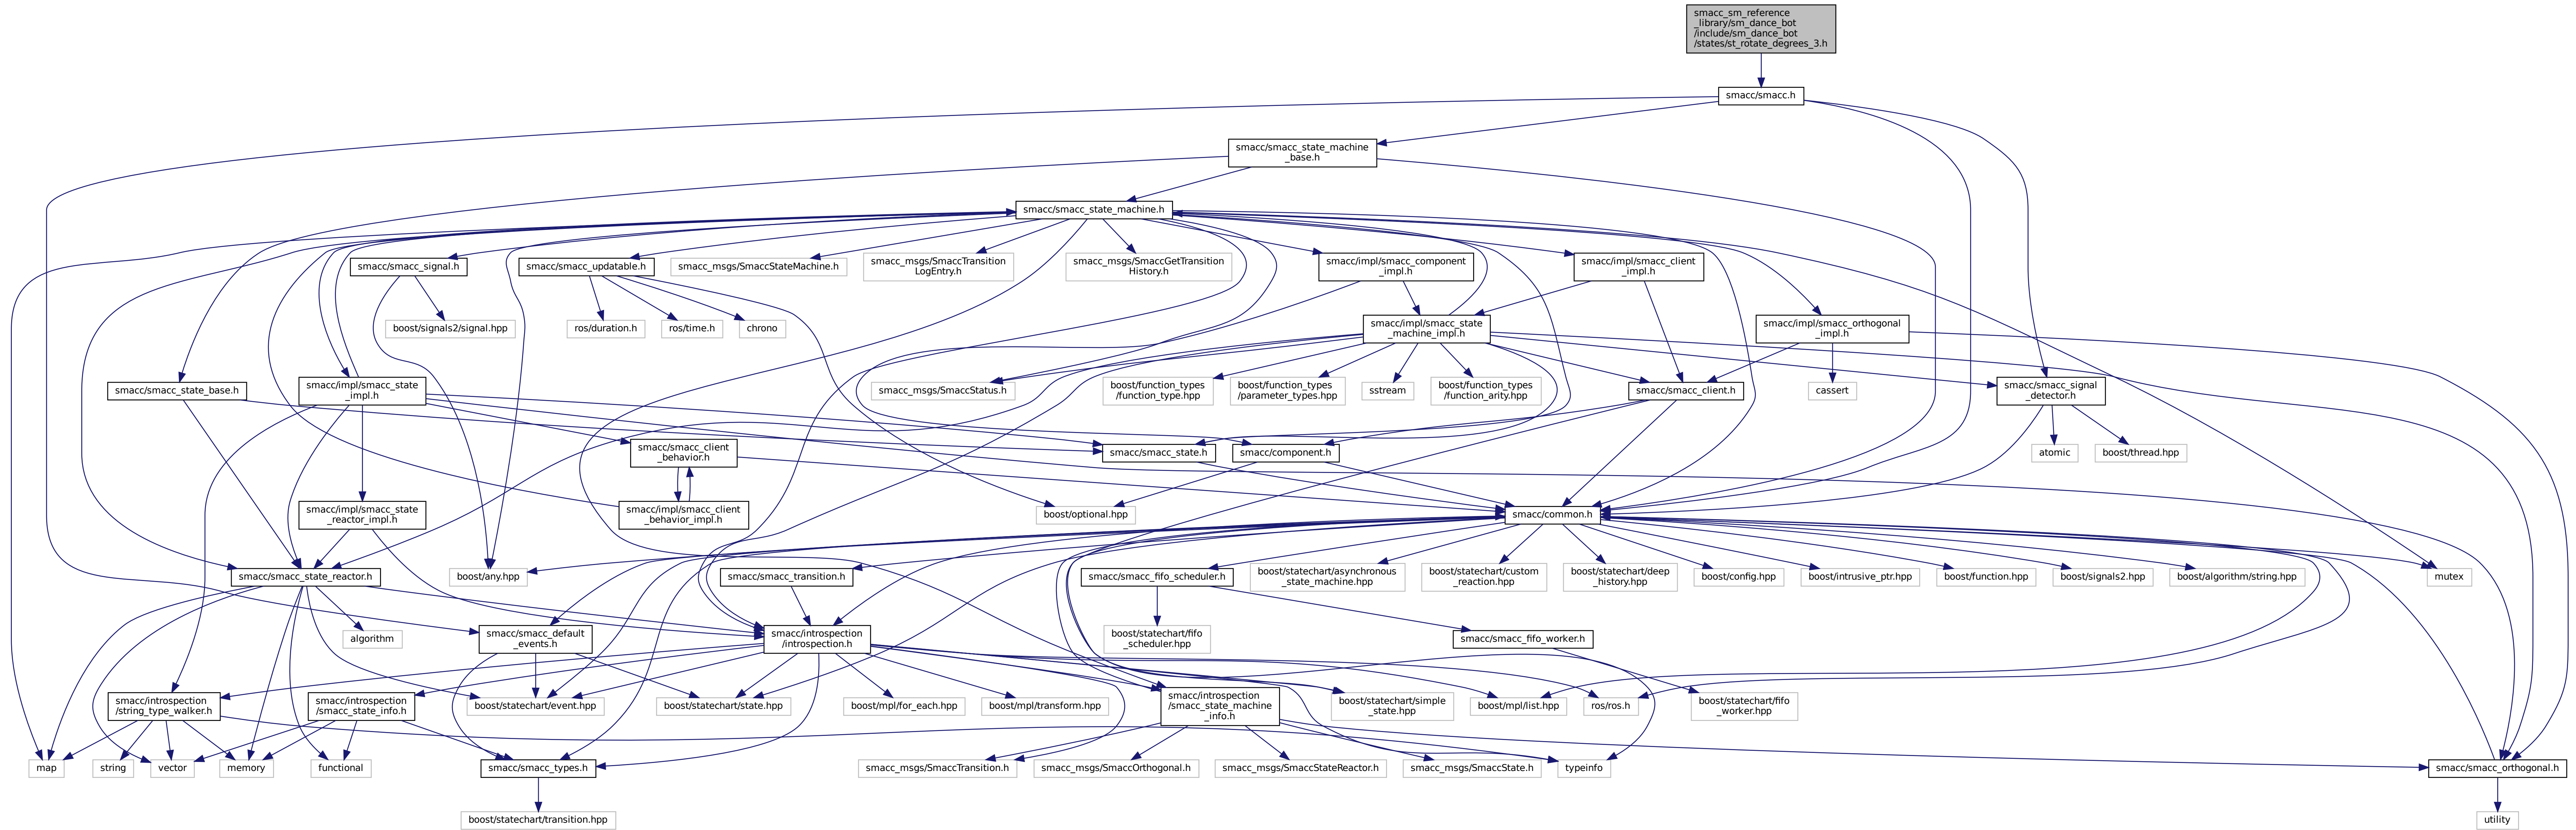 smacc_sm_reference
_library/sm_dance_bot
/include/sm_dance_bot
/states/st_rotate_degrees_3.h
smacc/smacc.h
smacc/smacc_state_machine
_base.h
smacc/smacc_state_machine.h
smacc/smacc_signal.h
smacc/smacc_updatable.h
smacc_msgs/SmaccStateMachine.h
smacc_msgs/SmaccTransition
LogEntry.h
smacc_msgs/SmaccGetTransition
History.h
smacc/impl/smacc_component
_impl.h
smacc/impl/smacc_client
_impl.h
boost/signals2/signal.hpp
ros/duration.h
ros/time.h
chrono
smacc/impl/smacc_state
_machine_impl.h
smacc/impl/smacc_orthogonal
_impl.h
smacc/smacc_state_base.h
smacc/impl/smacc_state
_impl.h
smacc_msgs/SmaccStatus.h
boost/function_types
/function_type.hpp
boost/function_types
/parameter_types.hpp
sstream
boost/function_types
/function_arity.hpp
smacc/smacc_client.h
cassert
smacc/smacc_signal
_detector.h
smacc/smacc_client
_behavior.h
smacc/smacc_state.h
smacc/component.h
atomic
boost/thread.hpp
smacc/impl/smacc_state
_reactor_impl.h
smacc/impl/smacc_client
_behavior_impl.h
boost/optional.hpp
smacc/common.h
smacc/smacc_state_reactor.h
boost/any.hpp
smacc/smacc_transition.h
smacc/smacc_fifo_scheduler.h
boost/statechart/asynchronous
_state_machine.hpp
boost/statechart/custom
_reaction.hpp
boost/statechart/deep
_history.hpp
boost/config.hpp
boost/intrusive_ptr.hpp
boost/function.hpp
boost/signals2.hpp
boost/algorithm/string.hpp
mutex
algorithm
smacc/smacc_default
_events.h
smacc/introspection
/introspection.h
boost/statechart/fifo
_scheduler.hpp
smacc/smacc_fifo_worker.h
smacc/introspection
/string_type_walker.h
smacc/introspection
/smacc_state_info.h
boost/statechart/event.hpp
boost/statechart/state.hpp
boost/mpl/for_each.hpp
boost/mpl/transform.hpp
smacc/introspection
/smacc_state_machine
_info.h
boost/statechart/simple
_state.hpp
boost/mpl/list.hpp
ros/ros.h
boost/statechart/fifo
_worker.hpp
map
string
vector
memory
functional
smacc/smacc_types.h
smacc_msgs/SmaccTransition.h
smacc_msgs/SmaccOrthogonal.h
smacc_msgs/SmaccStateReactor.h
smacc_msgs/SmaccState.h
typeinfo
smacc/smacc_orthogonal.h
boost/statechart/transition.hpp
utility